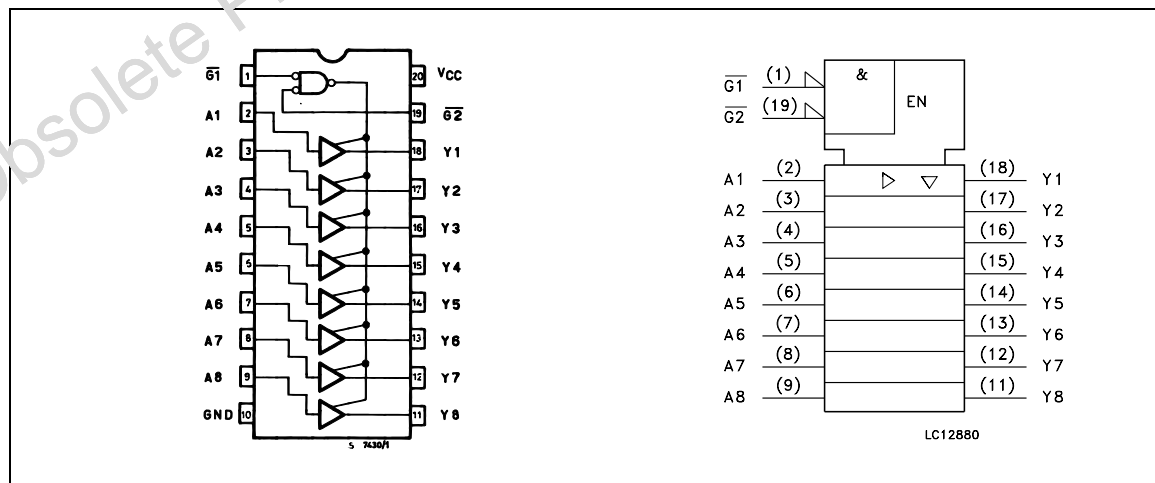 Obsolete P
G1 1 20 VCC
A1 2 19 G2
A2 3 18 Y1
A3 4 17 Y2
A4 5 16 Y3
A5 6 15 Y4
A6 7 14 Y5
A7 8 13 Y6
A8 9 12 Y7
GND 10 11 Y8
S 7430/1
&
EN
G1 (1)
G2 (19)
A1 (2) (18) Y1
A2 (3) (17) Y2
A3 (4) (16) Y3
A4 (5) (15) Y4
A5 (6) (14) Y5
A6 (7) (13) Y6
A7 (8) (12) Y7
A8 (9) (11) Y8
LC12880